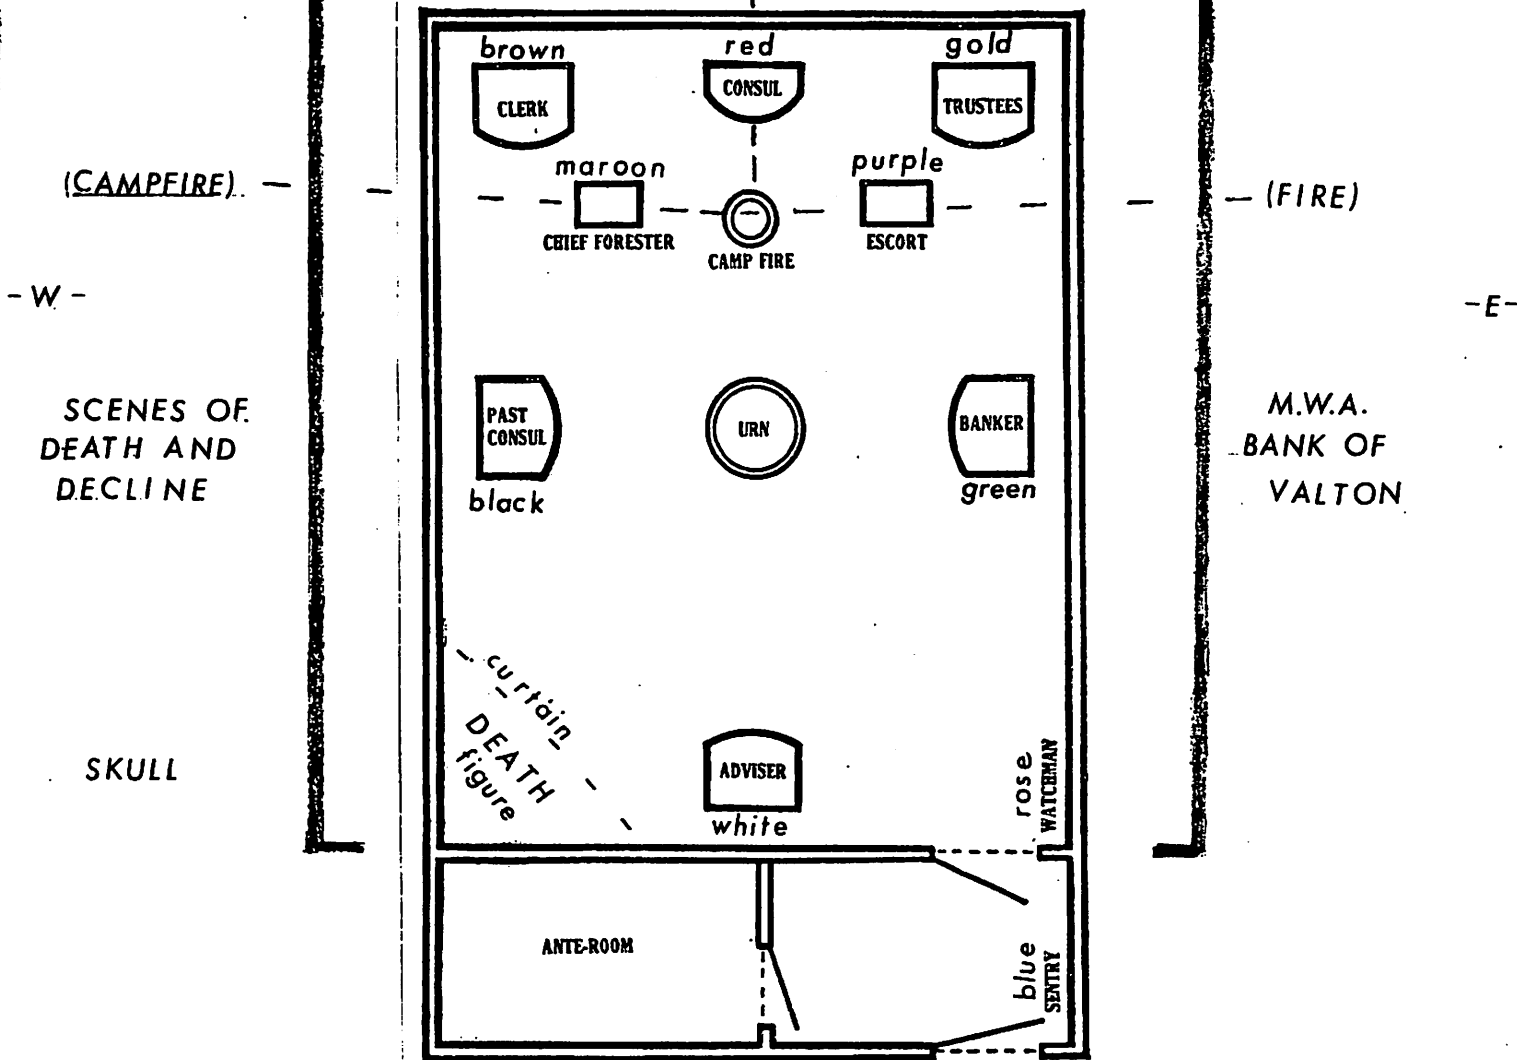 brown
red
gold
CLERK
CONSUL
TRUSTEES
maroon
purple
(CAMPFIRE)
(FIRE)
CHIEF FORESTER
CAMP FIRE
ESCORT
-W-
-E-
SCENES OF
DEATH AND
DECLINE
PAST
CONSUL
black
URN
BANKER
green
M.W.A.
BANK OF
VALTON
curtain
DEATH
figure
SKULL
ADVISER
white
rose
WATCHMAN
ANTE-ROOM
blue
SENTRY